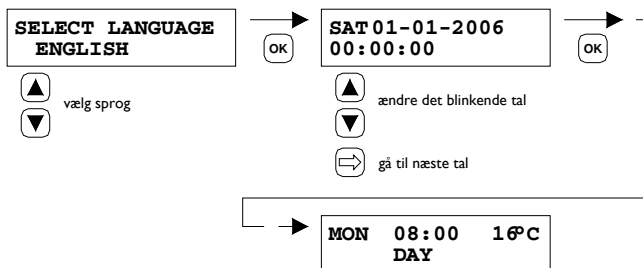 SELECT LANGUAGE
ENGLISH
OK
SAT 01-01-2006
00:00:00
OK
vælg sprog
ændre det blinkende tal
gå til næste tal
MON 08:00 16ºC
DAY